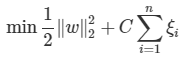 min 1/2 ‖w‖₂² + C ∑ᵢ₌₁ⁿ ξᵢ